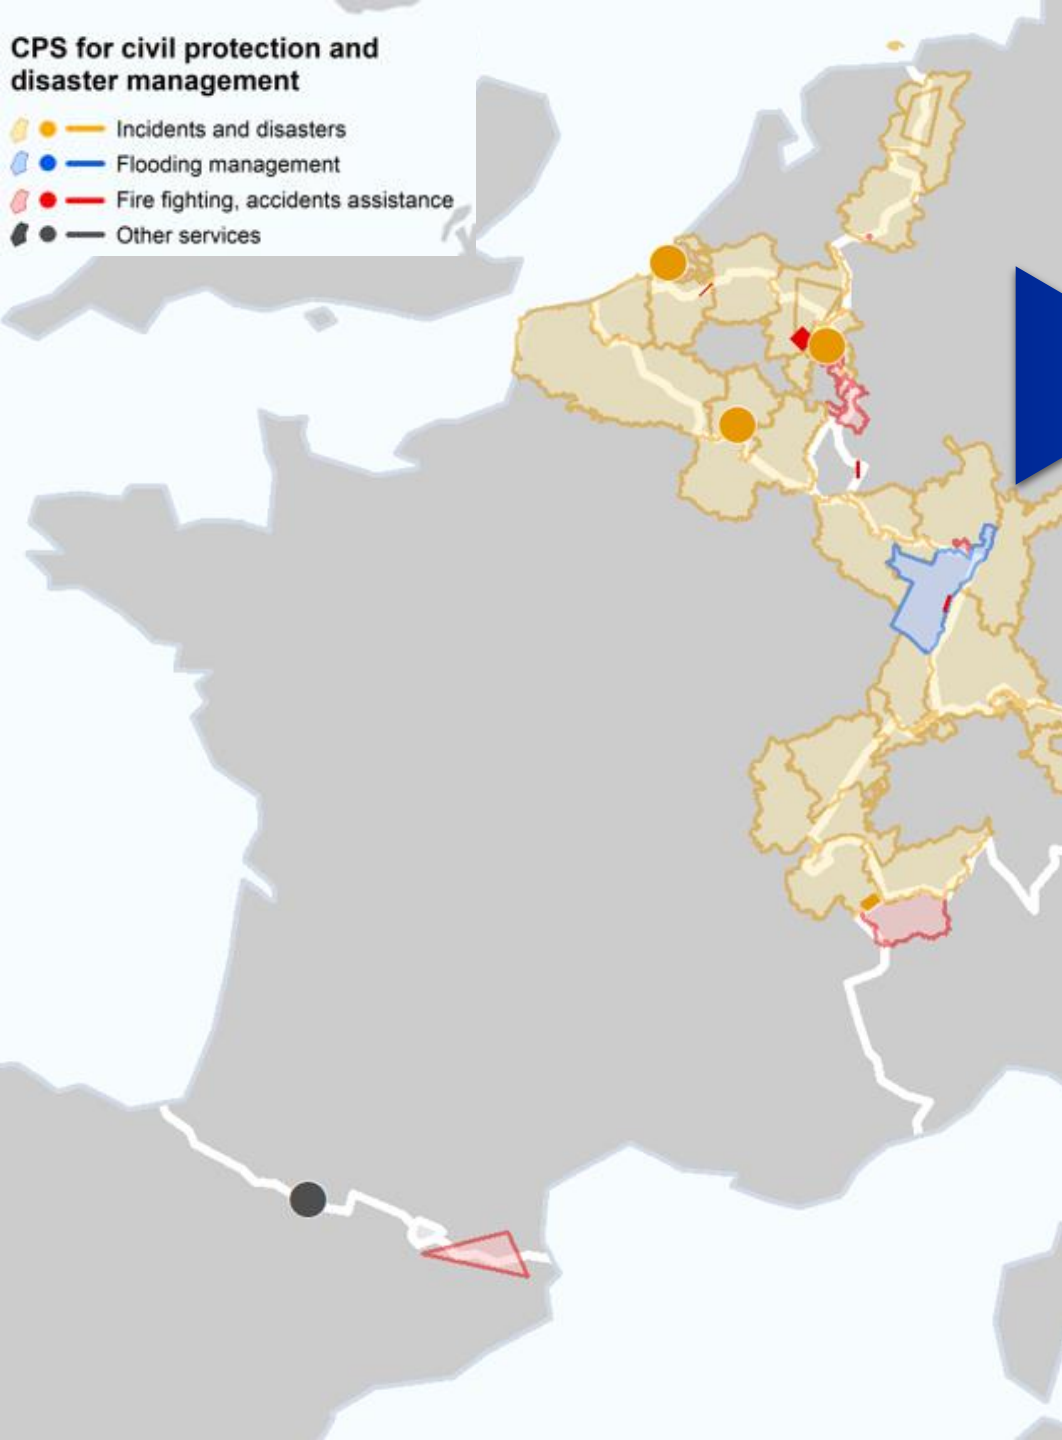 CPS for civil protection and
disaster management
Incidents and disasters
Flooding management
Fire fighting, accidents assistance
Other services